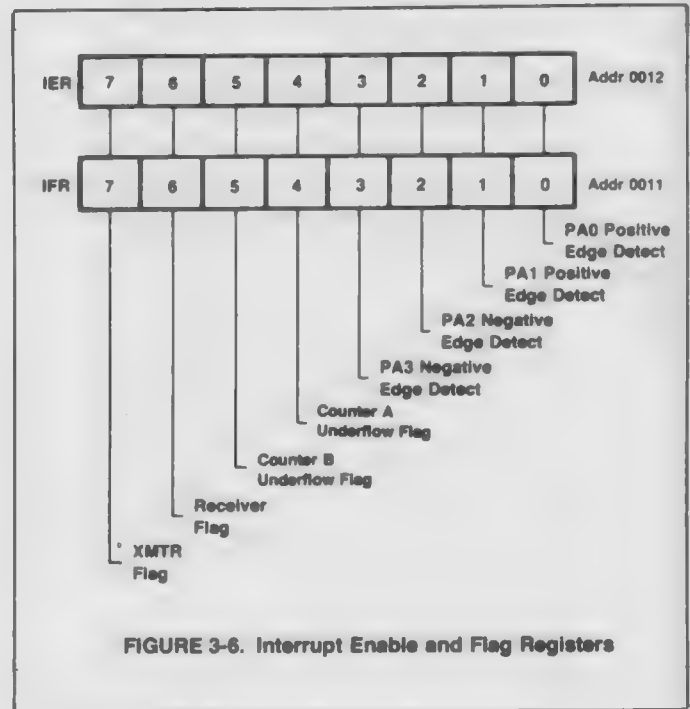 IER 7 6 5 4 3 2 1 0 Addr 0012
IFR 7 6 5 4 3 2 1 0 Addr 0011
PA0 Positive
Edge Detect
PA1 Positive
Edge Detect
PA2 Negative
Edge Detect
PA3 Negative
Edge Detect
Counter A
Underflow Flag
Counter B
Underflow Flag
Receiver
Flag
XMTR
Flag
FIGURE 3-6. Interrupt Enable and Flag Registers